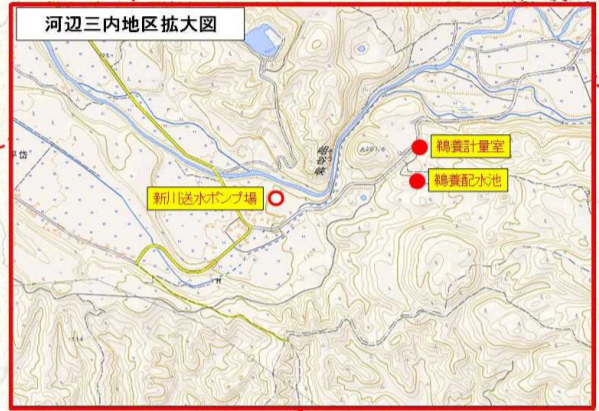 河辺三内地区拡大図
鵜養計量室
鵜養配水池
新川送水ポンプ場